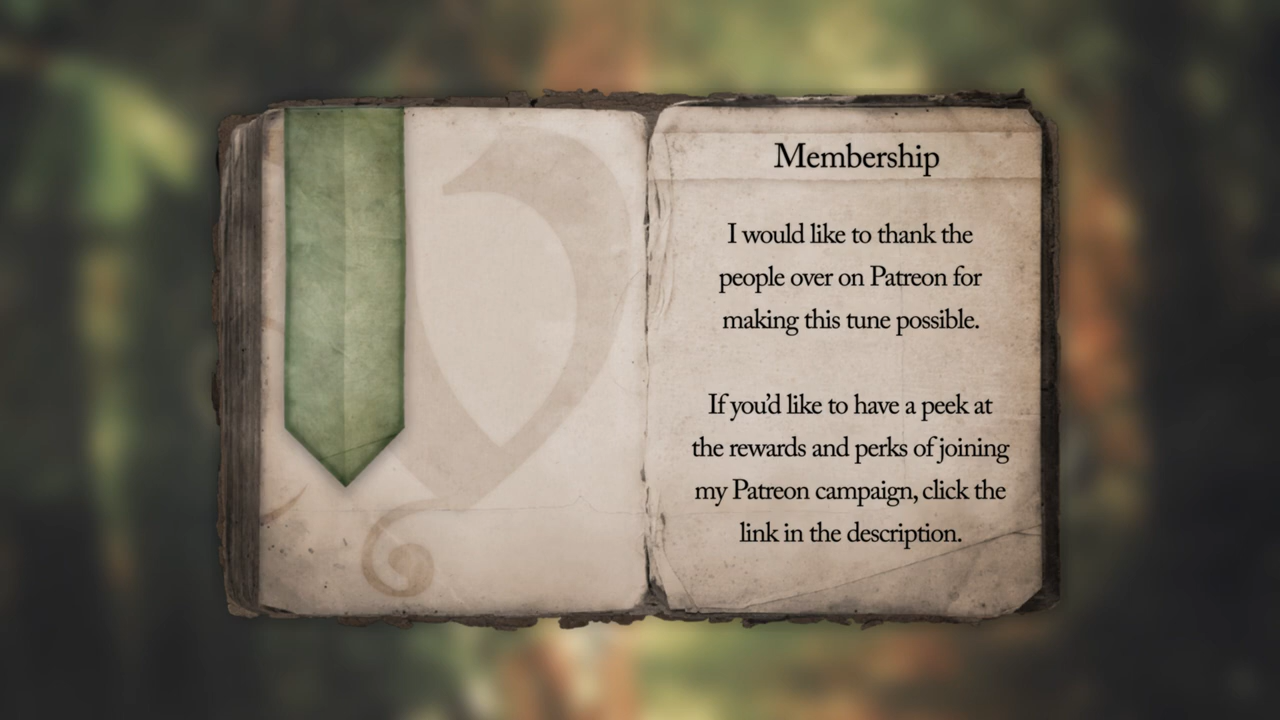 Membership
I would like to thank the
people over on Patreon for
making this tune possible.
If you'd like to have a peek at
the rewards and perks of joining
my Patreon campaign, click the
link in the description.